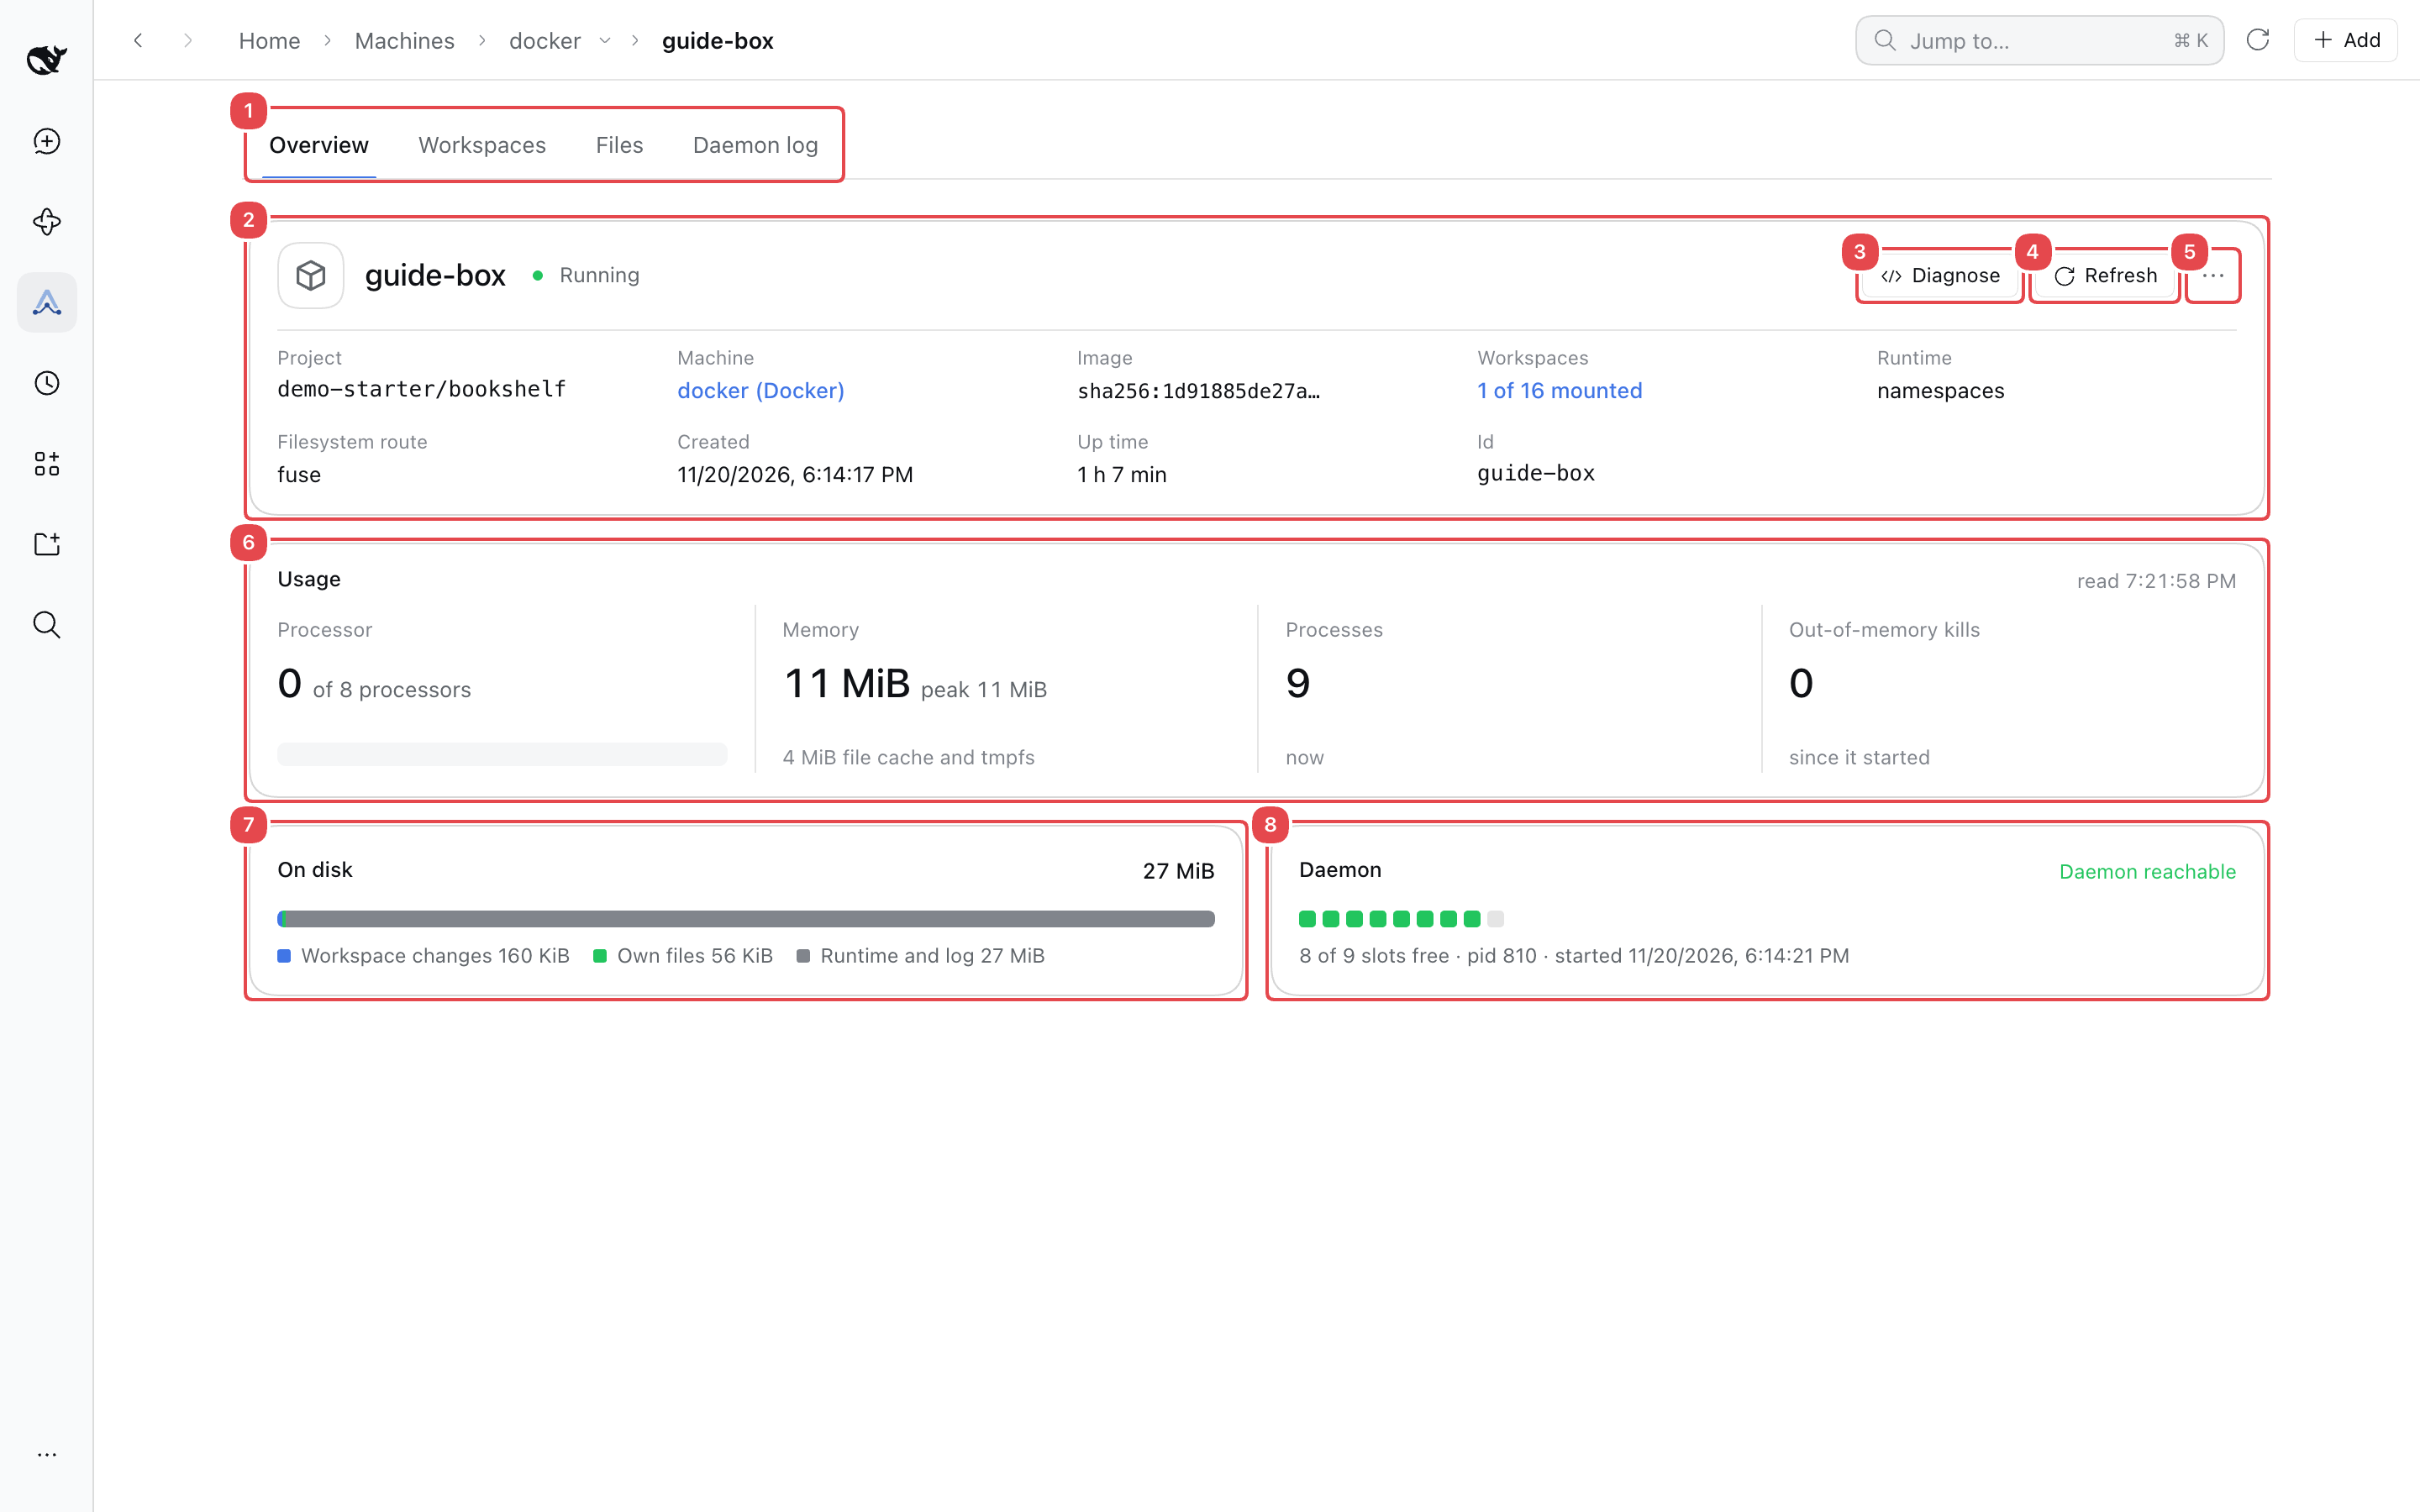 Home > Machines > docker > guide-box
Jump to... ⌘ K
Add
1
Overview Workspaces Files Daemon log
2
guide-box Running
3 Diagnose 4 Refresh 5 ...
Project Machine Image Workspaces Runtime
demo-starter/bookshelf docker (Docker) sha256:1d91885de27a… 1 of 16 mounted namespaces
Filesystem route Created Up time Id
fuse 11/20/2026, 6:14:17 PM 1 h 7 min guide-box
6
Usage read 7:21:58 PM
Processor Memory Processes Out-of-memory kills
0 of 8 processors 11 MiB peak 11 MiB 9 0
4 MiB file cache and tmpfs now since it started
7
On disk 27 MiB
Workspace changes 160 KiB Own files 56 KiB Runtime and log 27 MiB
8
Daemon Daemon reachable
8 of 9 slots free · pid 810 · started 11/20/2026, 6:14:21 PM